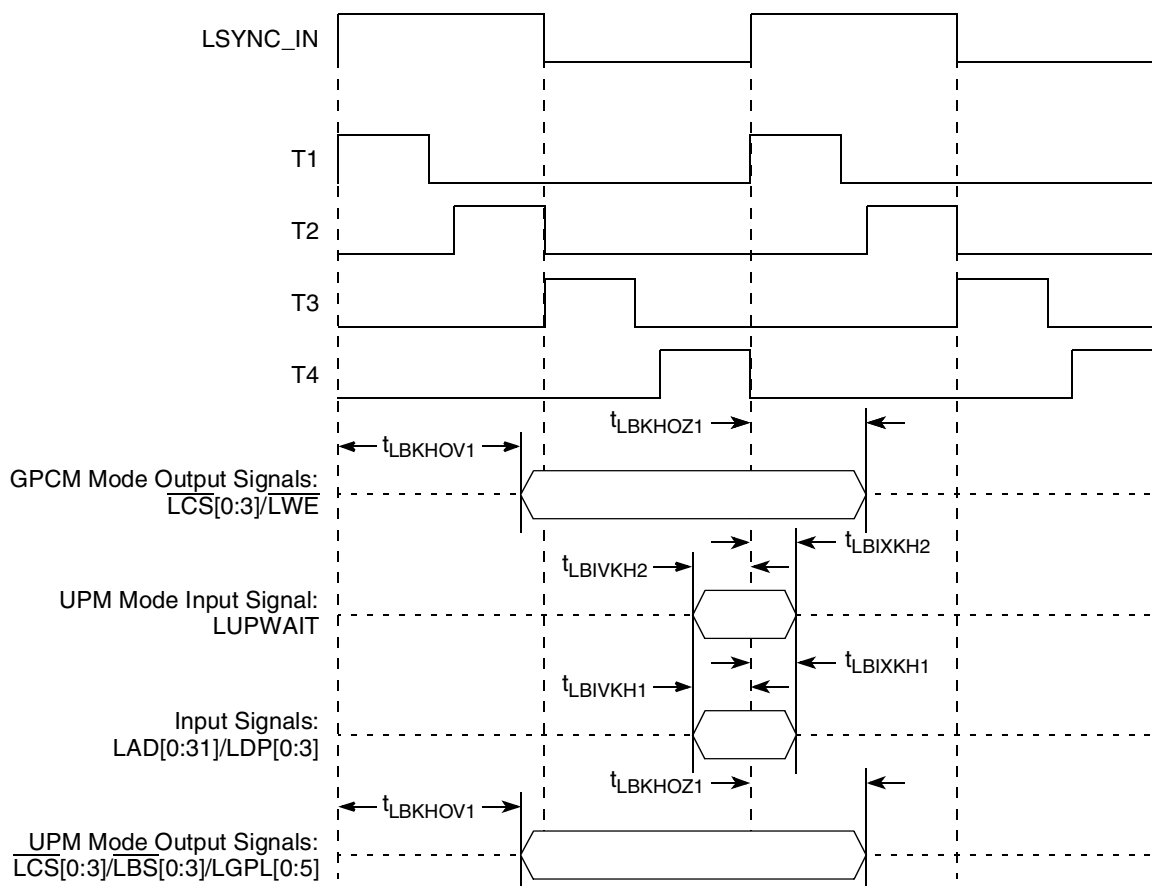 LSYNC_IN
T1
T2
T3
T4
tLBKHOZ1
tLBKHOV1
GPCM Mode Output Signals:
LCS[0:3]/LWE
tLBIXKH2
tLBIVKH2
UPM Mode Input Signal:
LUPWAIT
tLBIXKH1
tLBIVKH1
Input Signals:
LAD[0:31]/LDP[0:3]
tLBKHOZ1
tLBKHOV1
UPM Mode Output Signals:
LCS[0:3]/LBS[0:3]/LGPL[0:5]